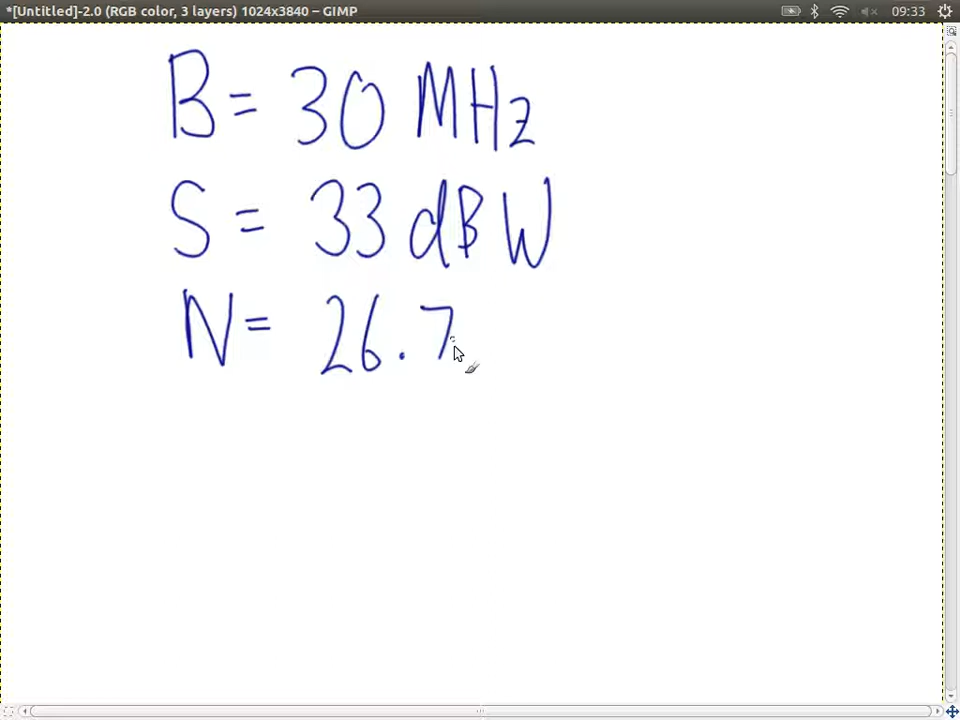 *[Untitled]-2.0 (RGB color, 3 layers) 1024x3840 – GIMP
09:33
B = 30 MHz
S = 33 dBW
N = 26.7